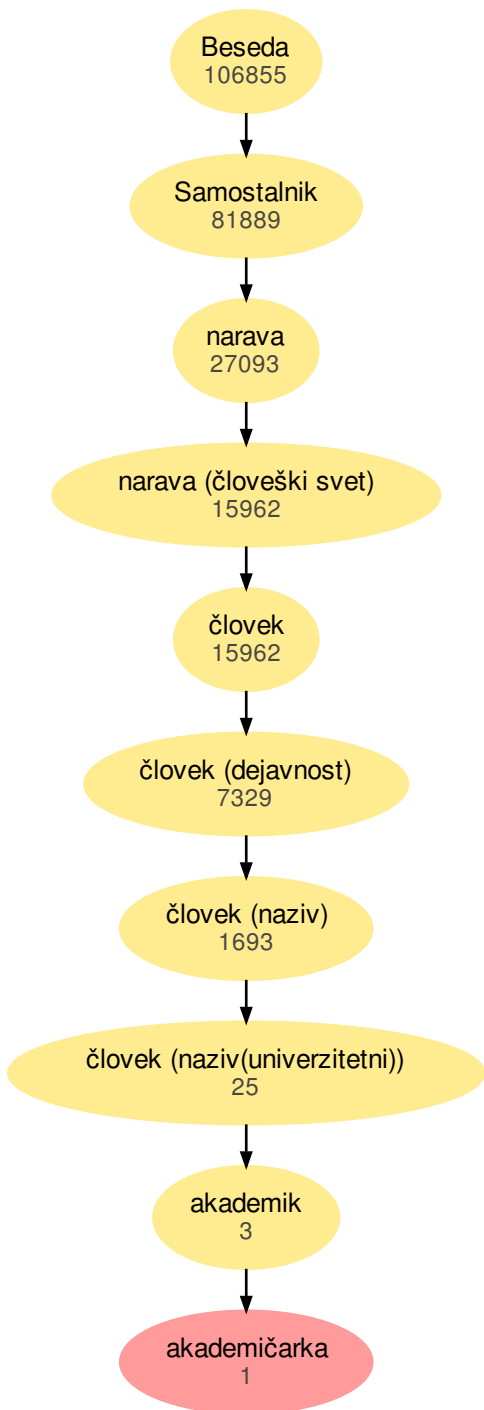 Beseda
106855
Samostalnik
81889
narava
27093
narava (človeški svet)
15962
človek
15962
človek (dejavnost)
7329
človek (naziv)
1693
človek (naziv(univerzitetni))
25
akademik
3
akademičarka
1